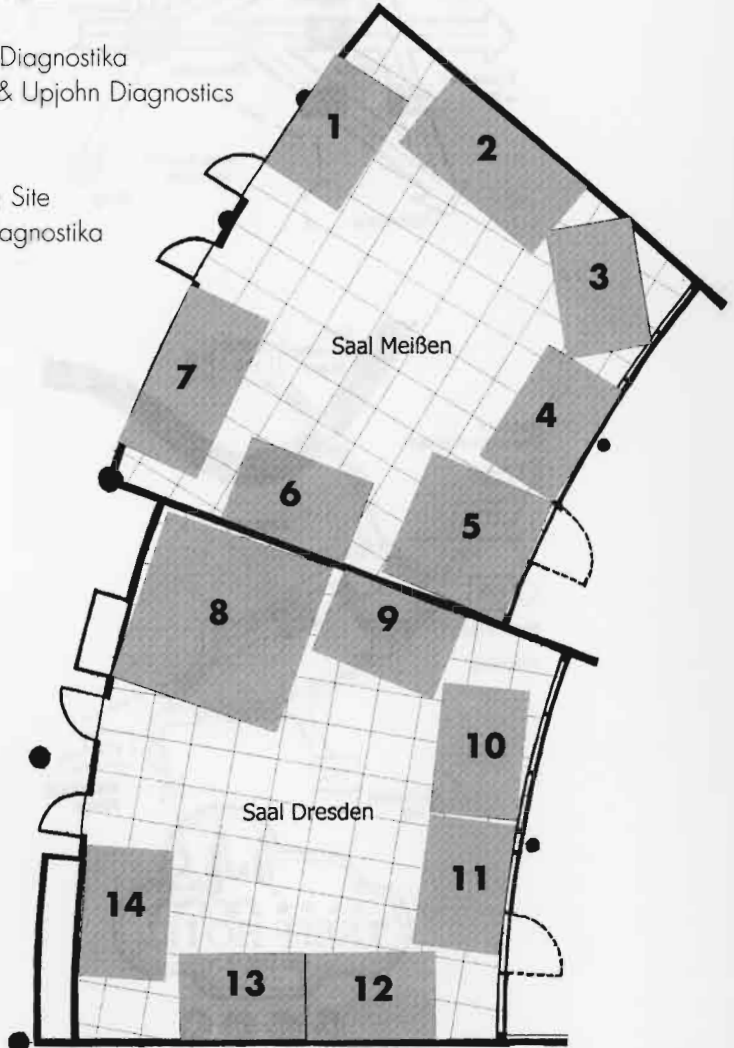 Diagnostika
& Upjohn Diagnostics
Site
agnostika
1
2
3
Saal Meißen
4
7
6
5
8
9
10
Saal Dresden
11
14
13
12